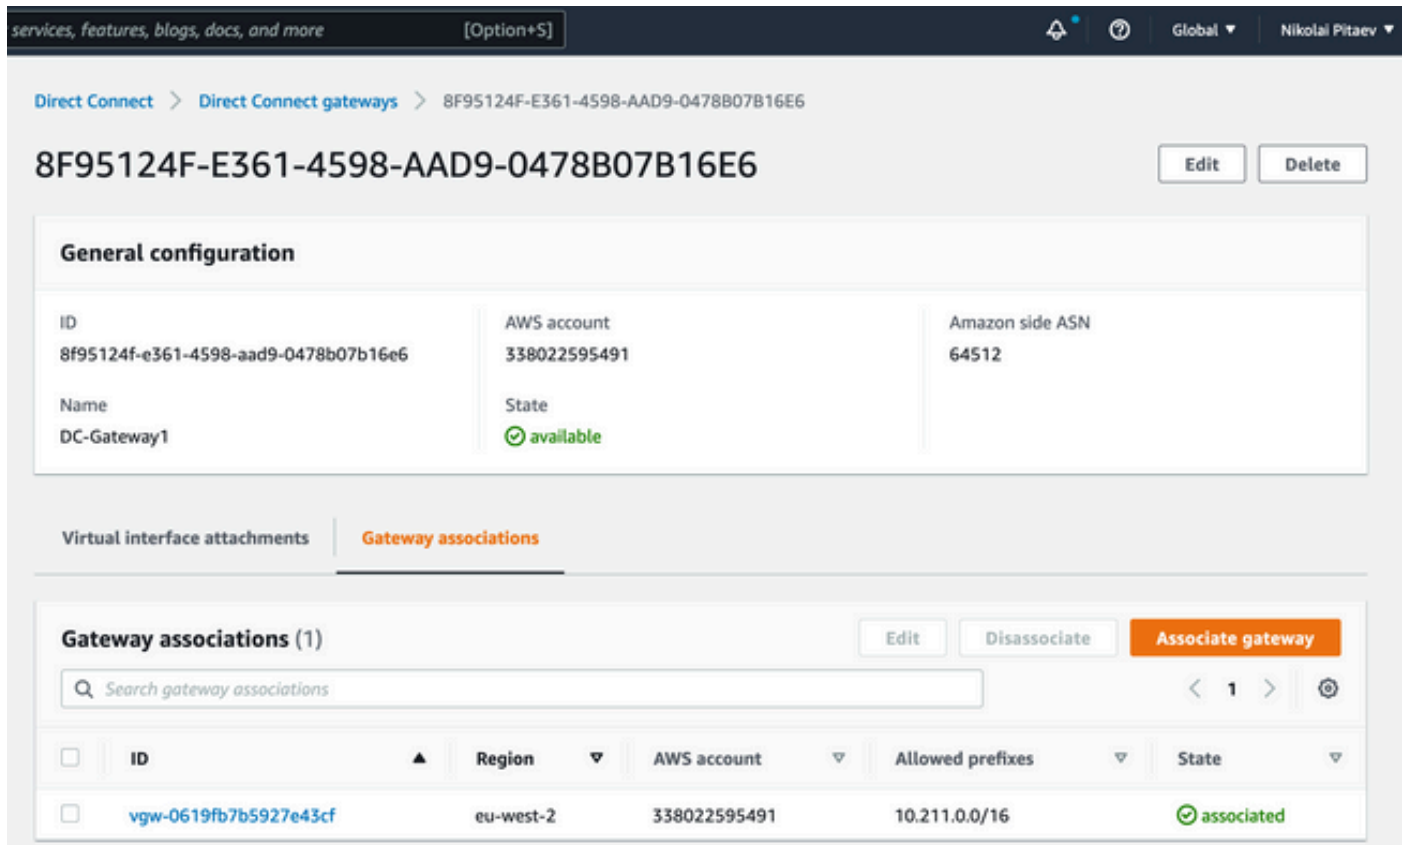 services, features, blogs, docs, and more [Option+S] Global Nikolai Pitaev
Direct Connect > Direct Connect gateways > 8F95124F-E361-4598-AAD9-0478B07B16E6
8F95124F-E361-4598-AAD9-0478B07B16E6 Edit Delete
General configuration
ID AWS account Amazon side ASN
8f95124f-e361-4598-aad9-0478b07b16e6 338022595491 64512
Name State
DC-Gateway1 available
Virtual interface attachments Gateway associations
Gateway associations (1) Edit Disassociate Associate gateway
Search gateway associations < 1 >
ID Region AWS account Allowed prefixes State
vgw-0619fb7b5927e43cf eu-west-2 338022595491 10.211.0.0/16 associated